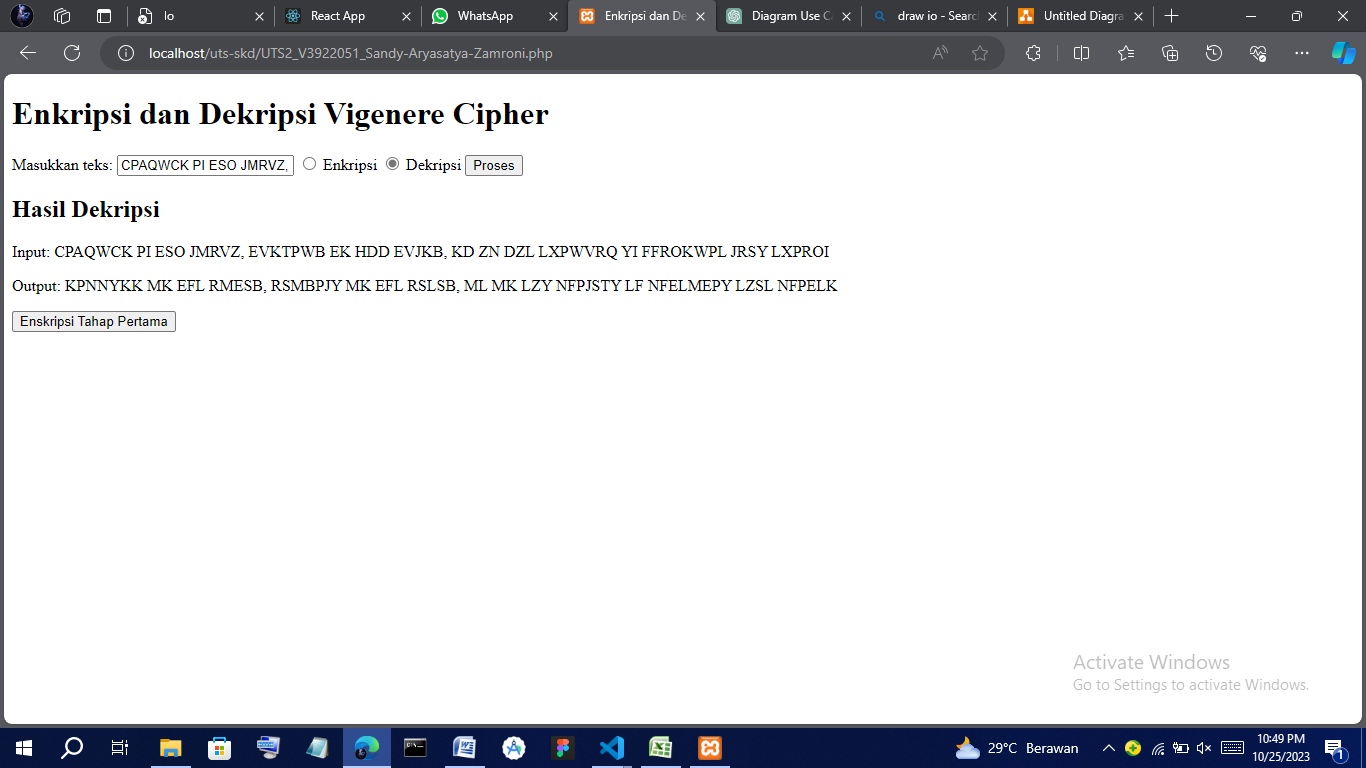 lo React App WhatsApp Enkripsi dan De Diagram Use Ca draw io - Searc Untitled Diagra
localhost/uts-skd/UTS2_V3922051_Sandy-Aryasatya-Zamroni.php
Enkripsi dan Dekripsi Vigenere Cipher
Masukkan teks: CPAQWCK PI ESO JMRVZ, Enkripsi Dekripsi Proses
Hasil Dekripsi
Input: CPAQWCK PI ESO JMRVZ, EVKTPWB EK HDD EVJKB, KD ZN DZL LXPWVRQ YI FFROKWPL JRSY LXPROI
Output: KPNNYKK MK EFL RMESB, RSMBPJY MK EFL RSLSB, ML MK LZY NFPJSTY LF NFELMEPY LZSL NFPELK
Enskripsi Tahap Pertama
Activate Windows
Go to Settings to activate Windows.
29°C Berawan 10:49 PM
10/25/2023 1